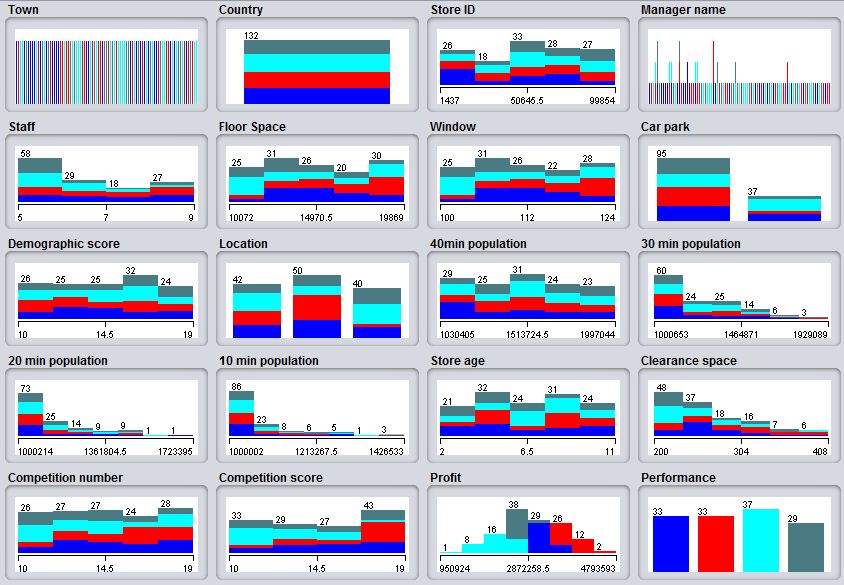 Town
Country
Store ID
Manager name
132
26 18 33 28 27
1437 50645.5 99854
Staff
Floor Space
Window
Car park
58 29 18 27
5 7 9
25 31 26 20 30
10072 14970.5 19869
25 31 26 22 28
100 112 124
95 37
Demographic score
Location
40min population
30 min population
26 25 25 32 24
10 14.5 19
42 50 40
29 25 31 24 23
1030405 1513724.5 1997044
60 24 25 14 6 3
1000653 1464871 1929089
20 min population
10 min population
Store age
Clearance space
73 25 14 9 9 1 1
1000214 1361804.5 1723395
86 23 8 6 5 1 3
1000002 1213267.5 1426533
21 32 24 31 24
2 6.5 11
48 37 18 16 7 6
200 304 408
Competition number
Competition score
Profit
Performance
26 27 27 24 28
10 14.5 19
33 29 27 43
10 14.5 19
1 8 16 38 29 26 12 2
950924 2872258.5 4793593
33 33 37 29